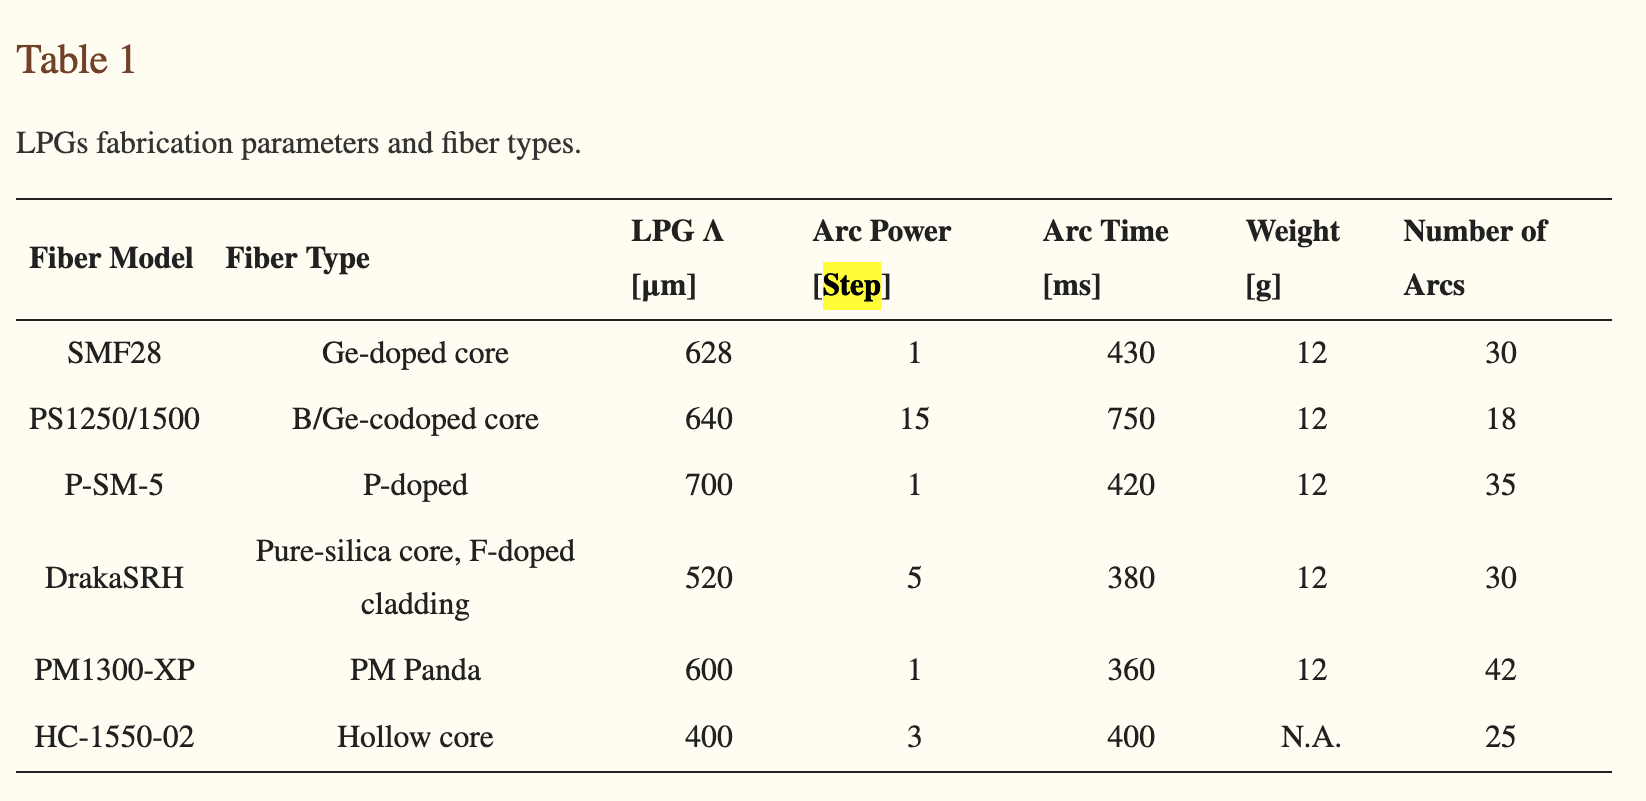 Table 1
LPGs fabrication parameters and fiber types.
Fiber Model Fiber Type LPG Λ [µm] Arc Power [Step] Arc Time [ms] Weight [g] Number of Arcs
SMF28 Ge-doped core 628 1 430 12 30
PS1250/1500 B/Ge-codoped core 640 15 750 12 18
P-SM-5 P-doped 700 1 420 12 35
DrakaSRH Pure-silica core, F-doped cladding 520 5 380 12 30
PM1300-XP PM Panda 600 1 360 12 42
HC-1550-02 Hollow core 400 3 400 N.A. 25